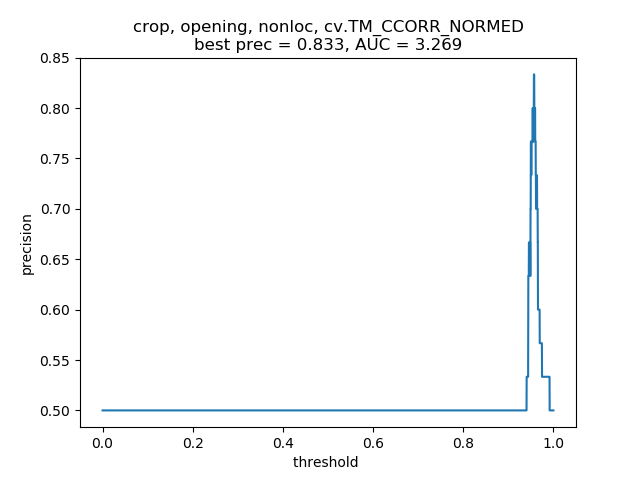 crop, opening, nonloc, cv.TM_CCORR_NORMED
best prec = 0.833, AUC = 3.269
0.85
0.80
0.75
0.70
0.65
0.60
0.55
0.50
precision
0.0 0.2 0.4 0.6 0.8 1.0
threshold